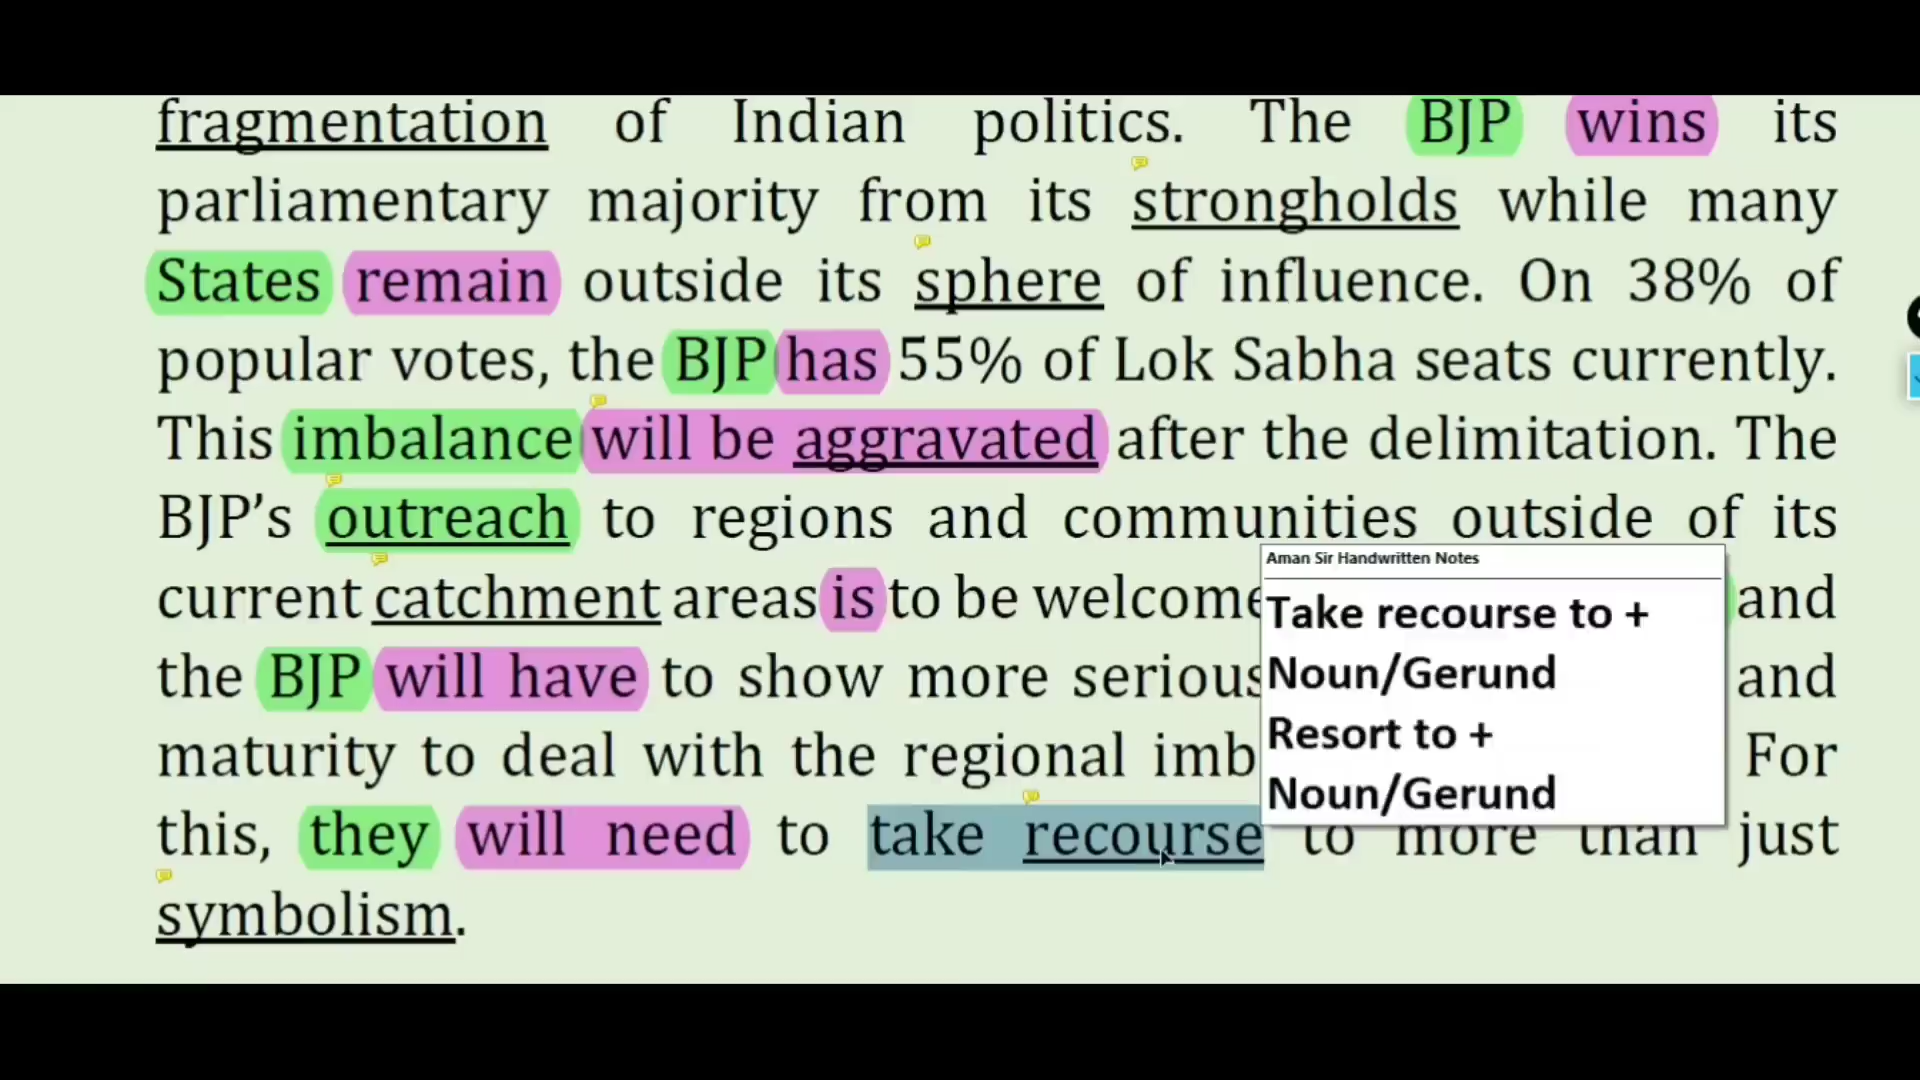 fragmentation of Indian politics. The BJP wins its
parliamentary majority from its strongholds while many
States remain outside its sphere of influence. On 38% of
popular votes, the BJP has 55% of Lok Sabha seats currently.
This imbalance will be aggravated after the delimitation. The
BJP’s outreach to regions and communities outside of its
current catchment areas is to be welcome and
the BJP will have to show more serious and
maturity to deal with the regional imb For
this, they will need to take recourse to more than just
symbolism.
Aman Sir Handwritten Notes
Take recourse to +
Noun/Gerund
Resort to +
Noun/Gerund